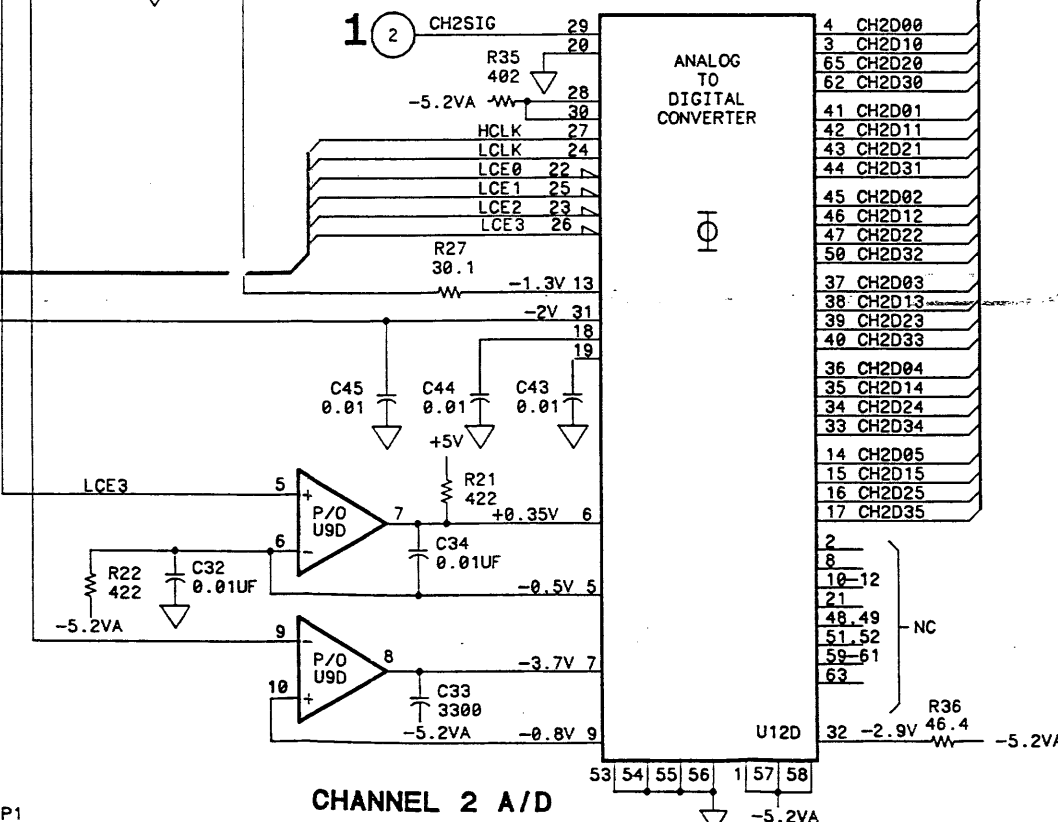 1 2 CH2SIG 29
20
R35
402
-5.2VA 28
30
HCLK 27
LCLK 24
LCE0 22
LCE1 25
LCE2 23
LCE3 26
R27
30.1
-1.3V 13
-2V 31
18
19
C45
0.01
C44
0.01
C43
0.01
+5V
R21
422
LCE3 5
+
P/O
U9D
7
+0.35V 6
6
-
C34
0.01UF
R22
422
C32
0.01UF
-5.2VA
-0.5V 5
9
-
P/O
U9D
8
-3.7V 7
10
+
C33
3300
-5.2VA
-0.8V 9
ANALOG
TO
DIGITAL
CONVERTER
Φ
U12D
4 CH2D00
3 CH2D10
65 CH2D20
62 CH2D30
41 CH2D01
42 CH2D11
43 CH2D21
44 CH2D31
45 CH2D02
46 CH2D12
47 CH2D22
50 CH2D32
37 CH2D03
38 CH2D13
39 CH2D23
40 CH2D33
36 CH2D04
35 CH2D14
34 CH2D24
33 CH2D34
14 CH2D05
15 CH2D15
16 CH2D25
17 CH2D35
2
8
10-12
21
48,49
51,52
59-61
63
NC
R36
46.4
32 -2.9V
-5.2VA
53 54 55 56 1 57 58
-5.2VA
CHANNEL 2 A/D
P1